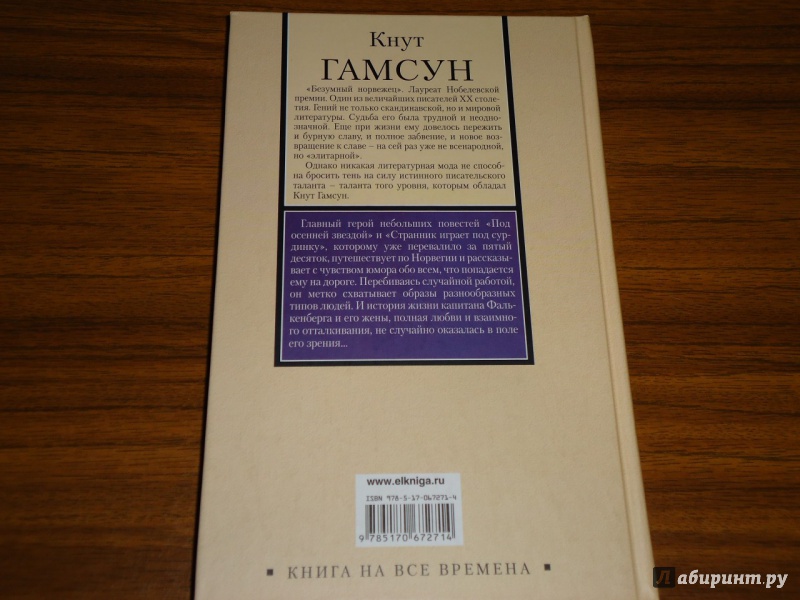 Кнут
ГАМСУН
«Безумный норвежец». Лауреат Нобелевской
премии. Один из величайших писателей XX столе-
тия. Гений не только скандинавской, но и мировой
литературы. Судьба его была трудной и неодно-
значной. Еще при жизни ему довелось пережить
и бурную славу, и полное забвение, и новое воз-
вращение к славе – на сей раз уже не всенародной,
но «элитарной».
Однако никакая литературная мода не способ-
на бросить тень на силу истинного писательского
таланта – таланта того уровня, которым обладал
Кнут Гамсун.
Главный герой небольших повестей «Под
осенней звездой» и «Странник играет под сур-
динку», которому уже перевалило за пятый
десяток, путешествует по Норвегии и рассказы-
вает с чувством юмора обо всем, что попадается
ему на дороге. Перебиваясь случайной работой,
он метко схватывает образы разнообразных
типов людей. И история жизни капитана Фаль-
кенберга и его жены, полная любви и взаимно-
го отталкивания, не случайно оказалась в поле
его зрения...
www.elkniga.ru
ISBN 978-5-17-067271-4
9 785170 672714
▪ КНИГА НА ВСЕ ВРЕМЕНА ▪
Лабиринт.ру